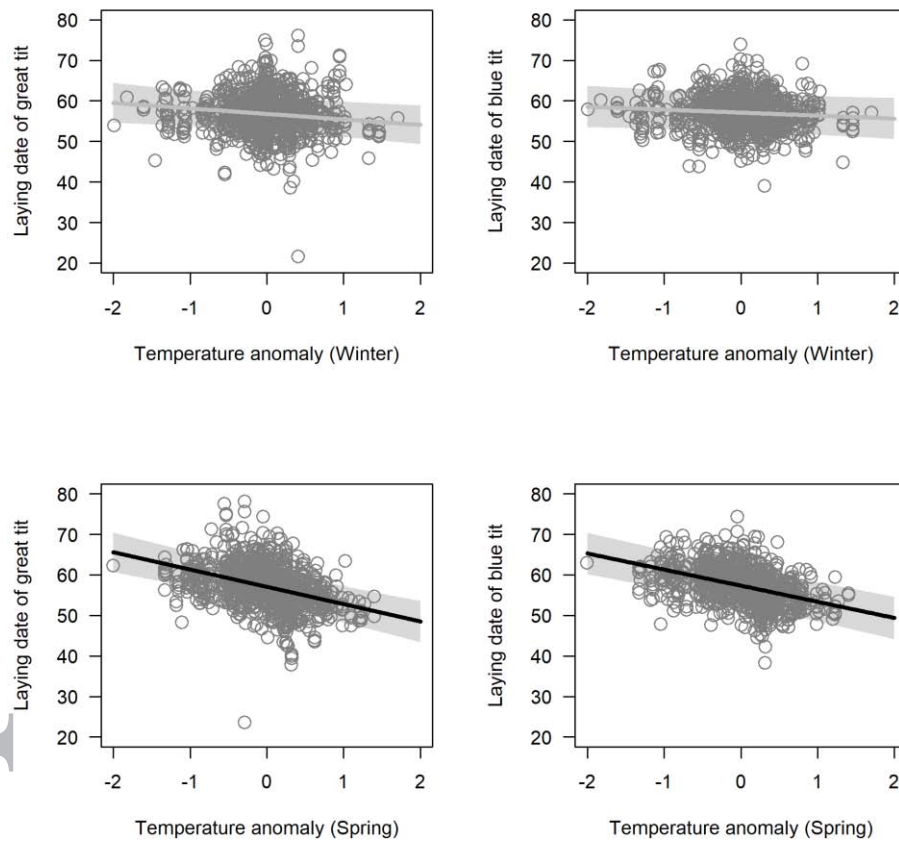 Laying date of great tit
80
70
60
50
40
30
20
-2 -1 0 1 2
Temperature anomaly (Winter)
Laying date of blue tit
80
70
60
50
40
30
20
-2 -1 0 1 2
Temperature anomaly (Winter)
Laying date of great tit
80
70
60
50
40
30
20
-2 -1 0 1 2
Temperature anomaly (Spring)
Laying date of blue tit
80
70
60
50
40
30
20
-2 -1 0 1 2
Temperature anomaly (Spring)